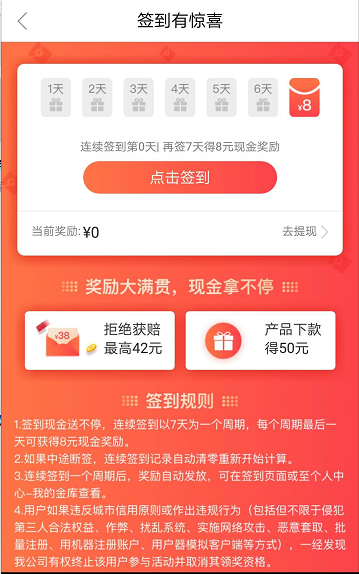 签到有惊喜
1天 2天 3天 4天 5天 6天
¥8
连续签到第0天| 再签7天得8元现金奖励
点击签到
当前奖励: ¥0 去提现
奖励大满贯，现金拿不停
¥38
拒绝获赔
最高42元
产品下款
得50元
签到规则
1.签到现金送不停，连续签到以7天为一个周期，每个周期最后一
天可获得8元现金奖励。
2.如果中途断签，连续签到记录自动清零重新开始计算。
3.连续签到一个周期后，奖励自动发放，可在签到页面或至个人中
心–我的金库查看。
4.用户如果违反城市信用原则或作出违规行为（包括但不限于侵犯
第三人合法权益、作弊、扰乱系统、实施网络攻击、恶意套取、批
量注册、用机器注册账户、用户器模拟客户端等方式），一经发现
我公司有权终止该用户参与活动并取消其领奖资格。